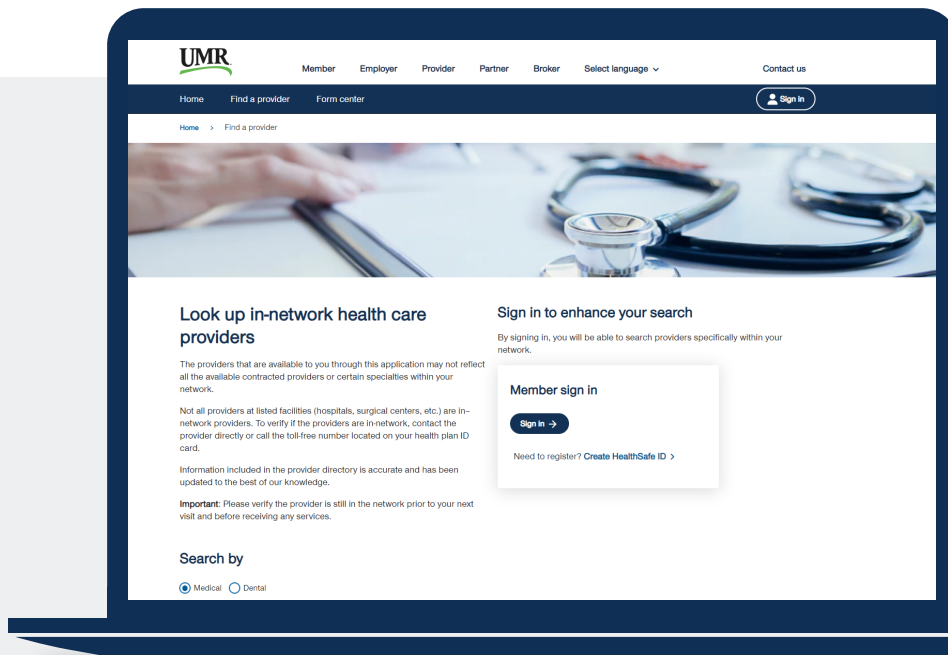 UMR
Member Employer Provider Partner Broker Select language Contact us
Home Find a provider Form center Sign in
Home > Find a provider
Look up in-network health care
providers
The providers that are available to you through this application may not reflect
all the available contracted providers or certain specialties within your
network.
Not all providers at listed facilities (hospitals, surgical centers, etc.) are in-
network providers. To verify if the providers are in-network, contact the
provider directly or call the toll-free number located on your health plan ID
card.
Information included in the provider directory is accurate and has been
updated to the best of our knowledge.
Important: Please verify the provider is still in the network prior to your next
visit and before receiving any services.
Search by
Medical Dental
Sign in to enhance your search
By signing in, you will be able to search providers specifically within your
network.
Member sign in
Sign in →
Need to register? Create HealthSafe ID >